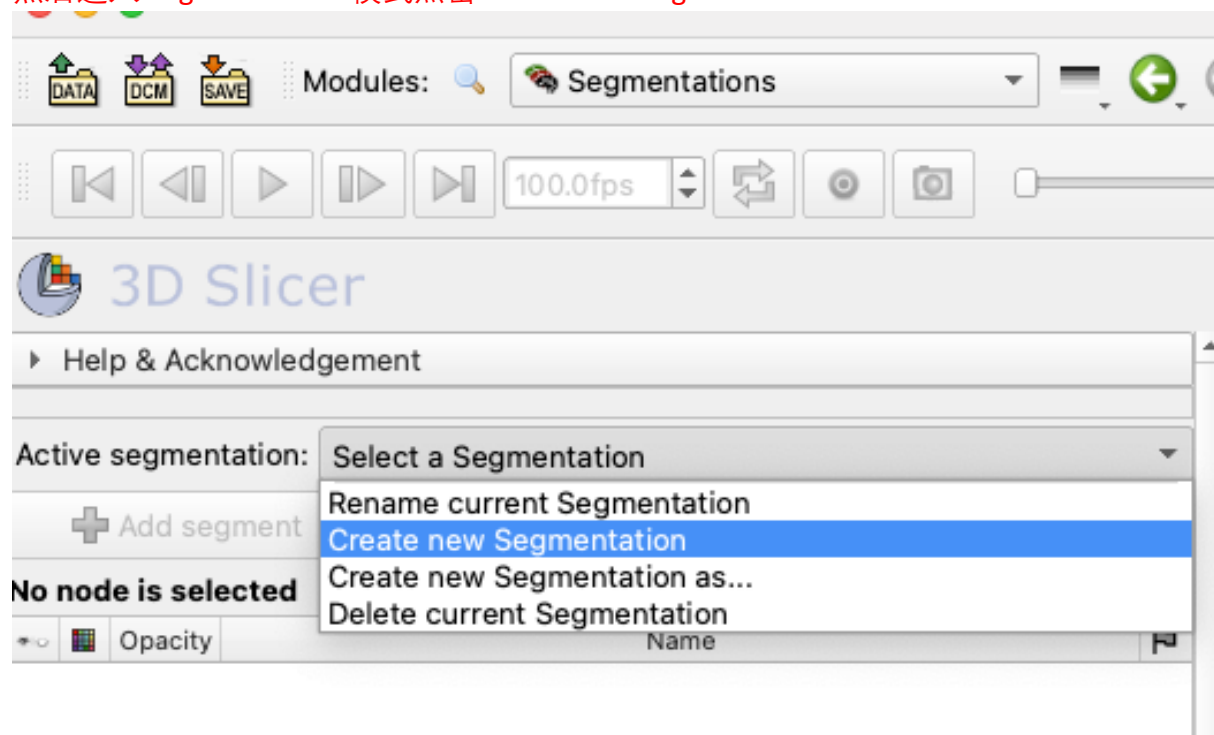 DATA DCM SAVE Modules: Segmentations
100.0fps
3D Slicer
Help & Acknowledgement
Active segmentation: Select a Segmentation
Rename current Segmentation
Add segment
Create new Segmentation
Create new Segmentation as...
No node is selected
Delete current Segmentation
Opacity Name